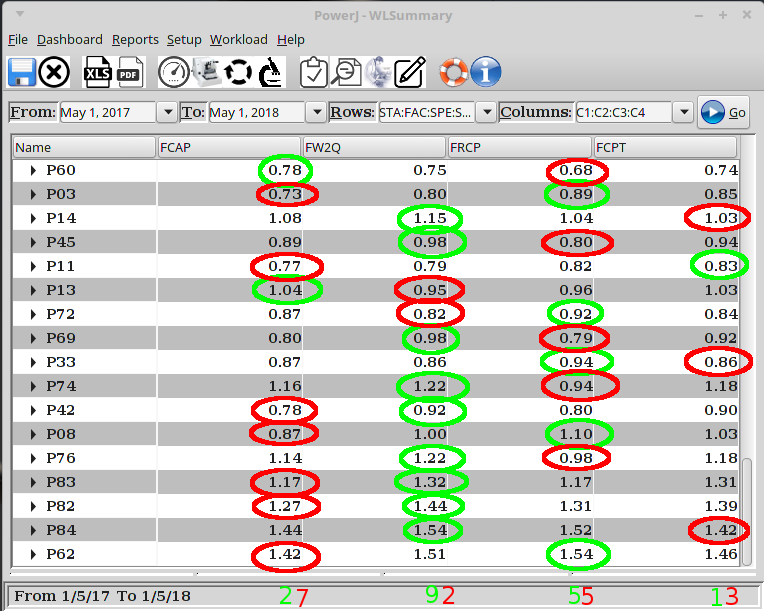 PowerJ - WLSummary
File Dashboard Reports Setup Workload Help
XLS PDF
From: May 1, 2017 To: May 1, 2018 Rows: STA:FAC:SPE:S... Columns: C1:C2:C3:C4 Go
Name FCAP FW2Q FRCP FCPT
P60 0.78 0.75 0.68 0.74
P03 0.73 0.80 0.89 0.85
P14 1.08 1.15 1.04 1.03
P45 0.89 0.98 0.80 0.94
P11 0.77 0.79 0.82 0.83
P13 1.04 0.95 0.96 1.03
P72 0.87 0.82 0.92 0.84
P69 0.80 0.98 0.79 0.92
P33 0.87 0.86 0.94 0.86
P74 1.16 1.22 0.94 1.18
P42 0.78 0.92 0.80 0.90
P08 0.87 1.00 1.10 1.03
P76 1.14 1.22 0.98 1.18
P83 1.17 1.32 1.17 1.31
P82 1.27 1.44 1.31 1.39
P84 1.44 1.54 1.52 1.42
P62 1.42 1.51 1.54 1.46
From 1/5/17 To 1/5/18 2 7 9 2 5 5 1 3